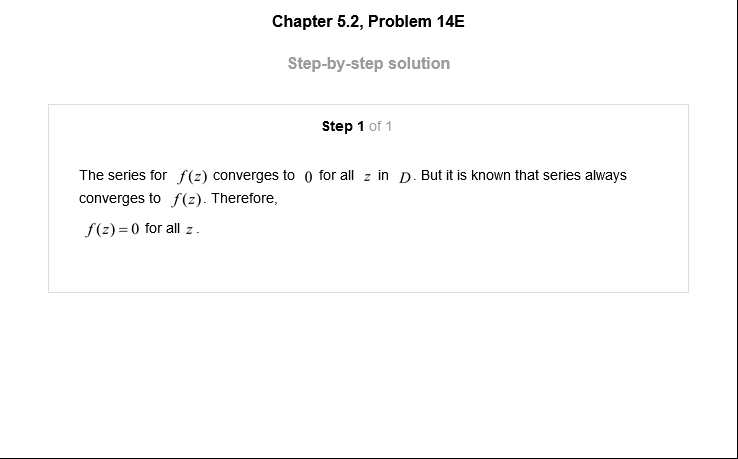 Chapter 5.2, Problem 14E
Step-by-step solution
Step 1 of 1
The series for f(z) converges to 0 for all z in D. But it is known that series always
converges to f(z). Therefore,
f(z)=0 for all z.